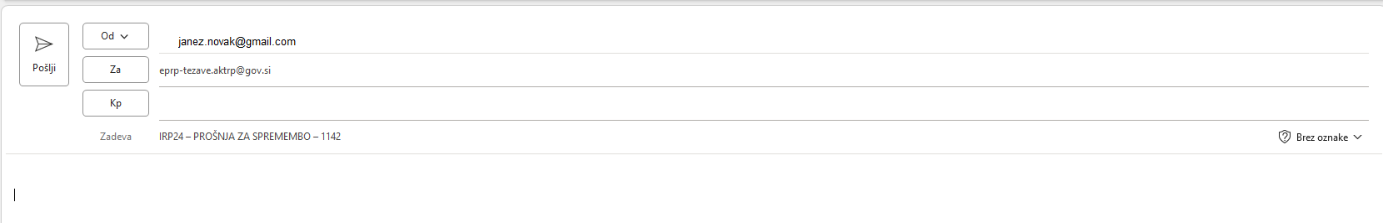 Od
janez.novak@gmail.com
Pošlji
Za
eprp-tezave.aktrp@gov.si
Kp
Zadeva
IRP24 – PROŠNJA ZA SPREMEMBO – 1142
Brez oznake